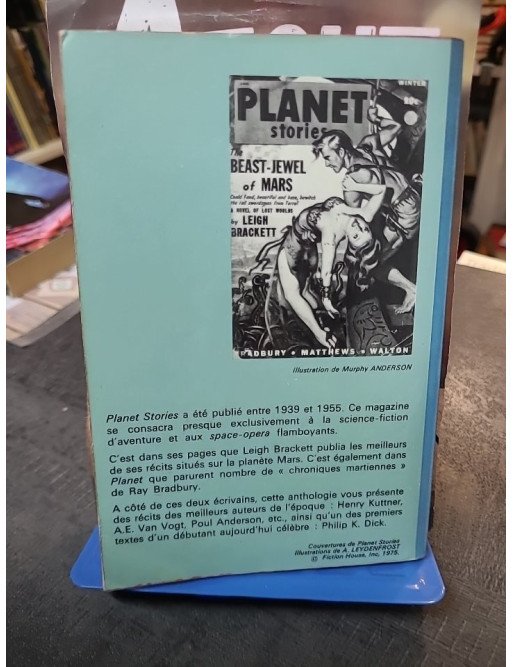 WINTER
PLANET
stories
The
BEAST-JEWEL
of MARS
A NOVEL OF LOST WORLDS
by LEIGH
BRACKETT
ADBURY • MATTHEWS • WALTON
Illustration de Murphy ANDERSON
Planet Stories a été publié entre 1939 et 1955. Ce magazine
se consacra presque exclusivement à la science-fiction
d'aventure et aux space-opera flamboyants.
C'est dans ses pages que Leigh Brackett publia les meilleurs
de ses récits situés sur la planète Mars. C'est également dans
Planet que parurent nombre de « chroniques martiennes »
de Ray Bradbury.
A côté de ces deux écrivains, cette anthologie vous présente
des récits des meilleurs auteurs de l'époque : Henry Kuttner,
A.E. Van Vogt, Poul Anderson, etc., ainsi qu'un des premiers
textes d'un débutant aujourd'hui célèbre : Philip K. Dick.
Couvertures de Planet Stories
Illustrations de A. LEYDENFROST
© Fiction House, Inc, 1975.